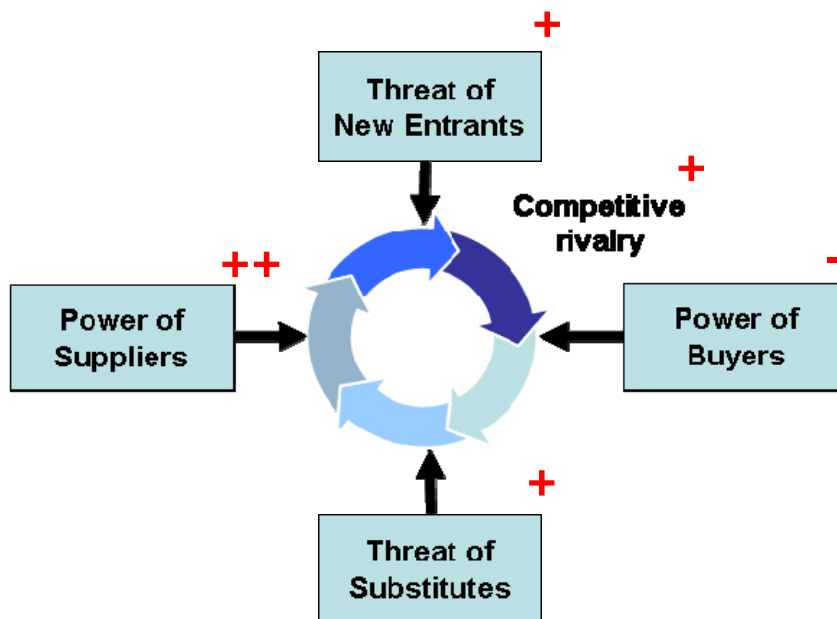 +
Threat of
New Entrants
+
Competitive
rivalry
++
Power of
Suppliers
Power of
Buyers
+
Threat of
Substitutes